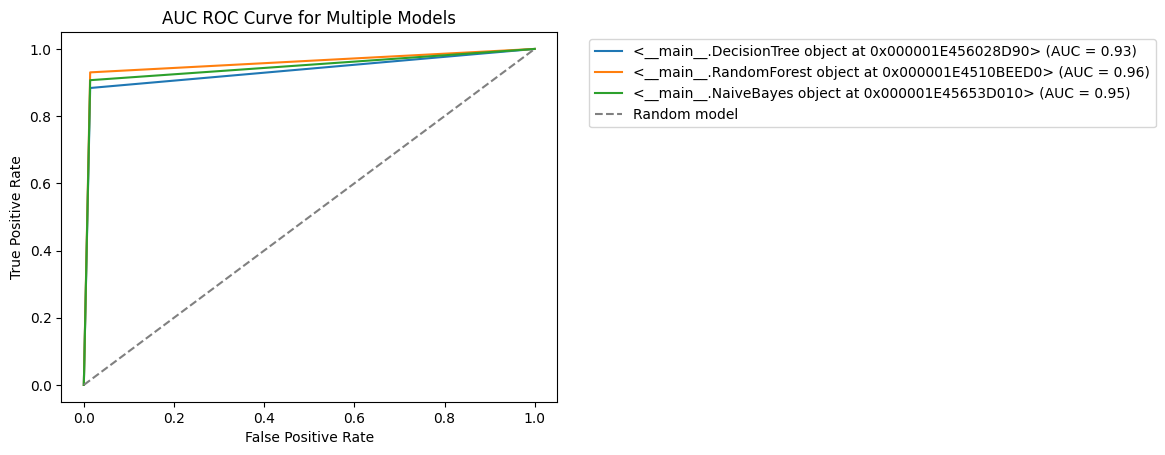 AUC ROC Curve for Multiple Models
1.0
0.8
0.6
0.4
0.2
0.0
True Positive Rate
0.0 0.2 0.4 0.6 0.8 1.0
False Positive Rate
<__main__.DecisionTree object at 0x000001E456028D90> (AUC = 0.93)
<__main__.RandomForest object at 0x000001E4510BEED0> (AUC = 0.96)
<__main__.NaiveBayes object at 0x000001E45653D010> (AUC = 0.95)
Random model